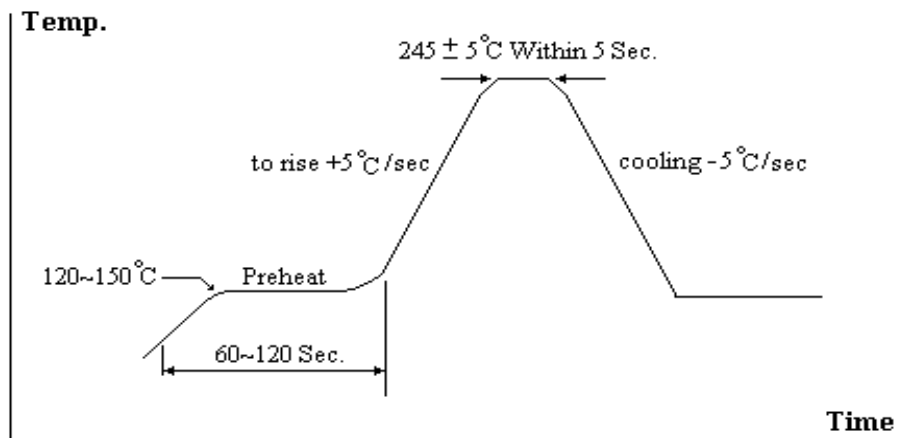 Temp.
245 ± 5°C Within 5 Sec.
to rise +5°C/sec
cooling -5°C/sec
120~150°C
Preheat
60~120 Sec.
Time